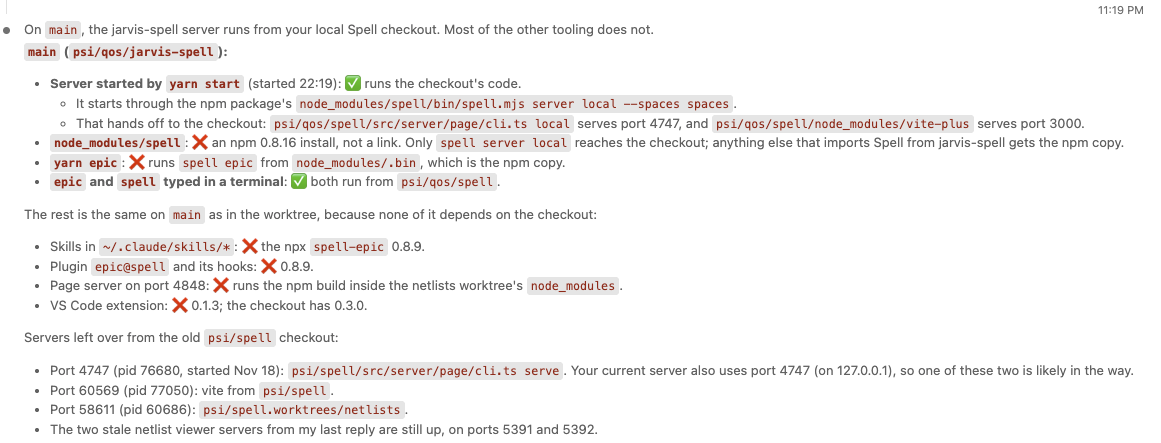 11:19 PM
On main, the jarvis-spell server runs from your local Spell checkout. Most of the other tooling does not.
main (psi/qos/jarvis-spell):
Server started by yarn start (started 22:19): ✅ runs the checkout's code.
It starts through the npm package's node_modules/spell/bin/spell.mjs server local --spaces spaces.
That hands off to the checkout: psi/qos/spell/src/server/page/cli.ts local serves port 4747, and psi/qos/spell/node_modules/vite-plus serves port 3000.
node_modules/spell: ❌ an npm 0.8.16 install, not a link. Only spell server local reaches the checkout; anything else that imports Spell from jarvis-spell gets the npm copy.
yarn epic: ❌ runs spell epic from node_modules/.bin, which is the npm copy.
epic and spell typed in a terminal: ✅ both run from psi/qos/spell.
The rest is the same on main as in the worktree, because none of it depends on the checkout:
Skills in ~/.claude/skills/*: ❌ the npx spell-epic 0.8.9.
Plugin epic@spell and its hooks: ❌ 0.8.9.
Page server on port 4848: ❌ runs the npm build inside the netlists worktree's node_modules.
VS Code extension: ❌ 0.1.3; the checkout has 0.3.0.
Servers left over from the old psi/spell checkout:
Port 4747 (pid 76680, started Nov 18): psi/spell/src/server/page/cli.ts serve. Your current server also uses port 4747 (on 127.0.0.1), so one of these two is likely in the way.
Port 60569 (pid 77050): vite from psi/spell.
Port 58611 (pid 60686): psi/spell.worktrees/netlists.
The two stale netlist viewer servers from my last reply are still up, on ports 5391 and 5392.